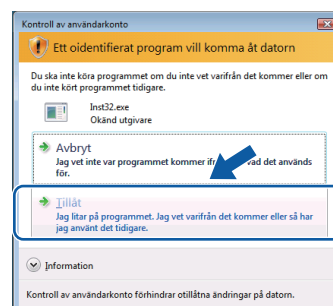 Kontroll av användarkonto
Ett oidentifierat program vill komma åt datorn
Du ska inte köra programmet om du inte vet varifrån det kommer eller om
du inte kört programmet tidigare.
Inst32.exe
Okänd utgivare
Avbryt
Jag vet inte var programmet kommer vad det används
för.
Tillåt
Jag litar på programmet. Jag vet varifrån det kommer eller så har
jag använt det tidigare.
Information
Kontroll av användarkonto förhindrar otillåtna ändringar på datorn.